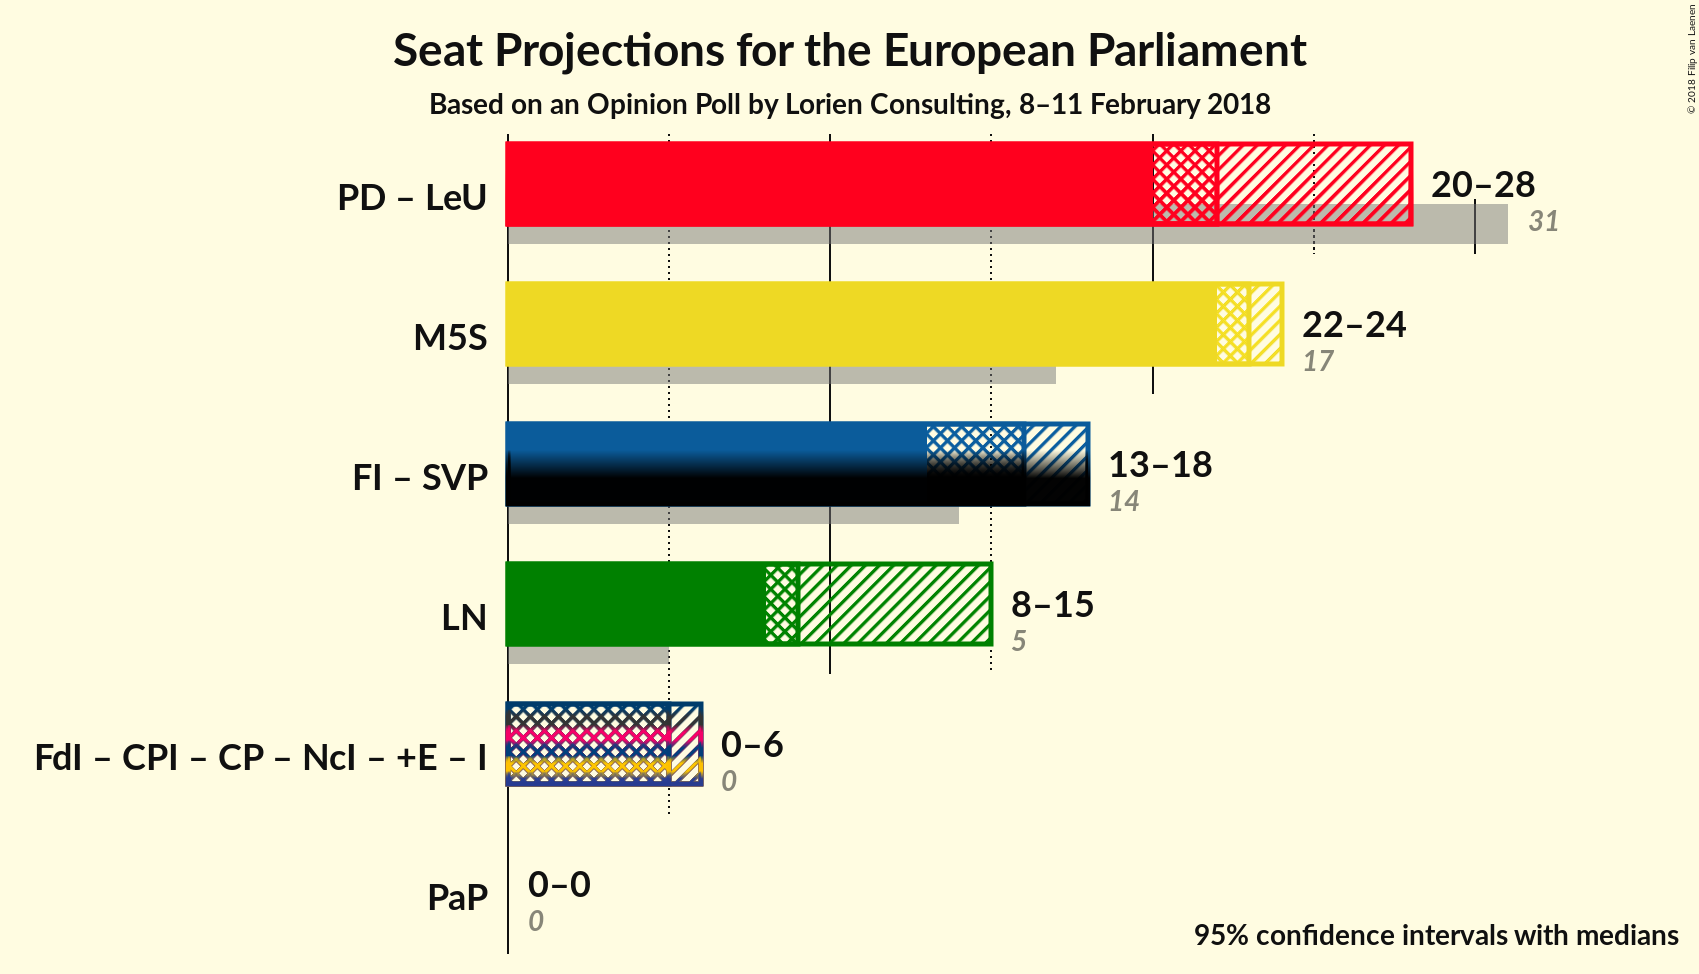 Seat Projections for the European Parliament
Based on an Opinion Poll by Lorien Consulting, 8–11 February 2018
© 2018 Filip van Laenen
PD – LeU
20–28
31
M5S
22–24
17
FI – SVP
13–18
14
LN
8–15
5
FdI – CPI – CP – NcI – +E – I
0–6
0
PaP
0–0
0
95% confidence intervals with medians